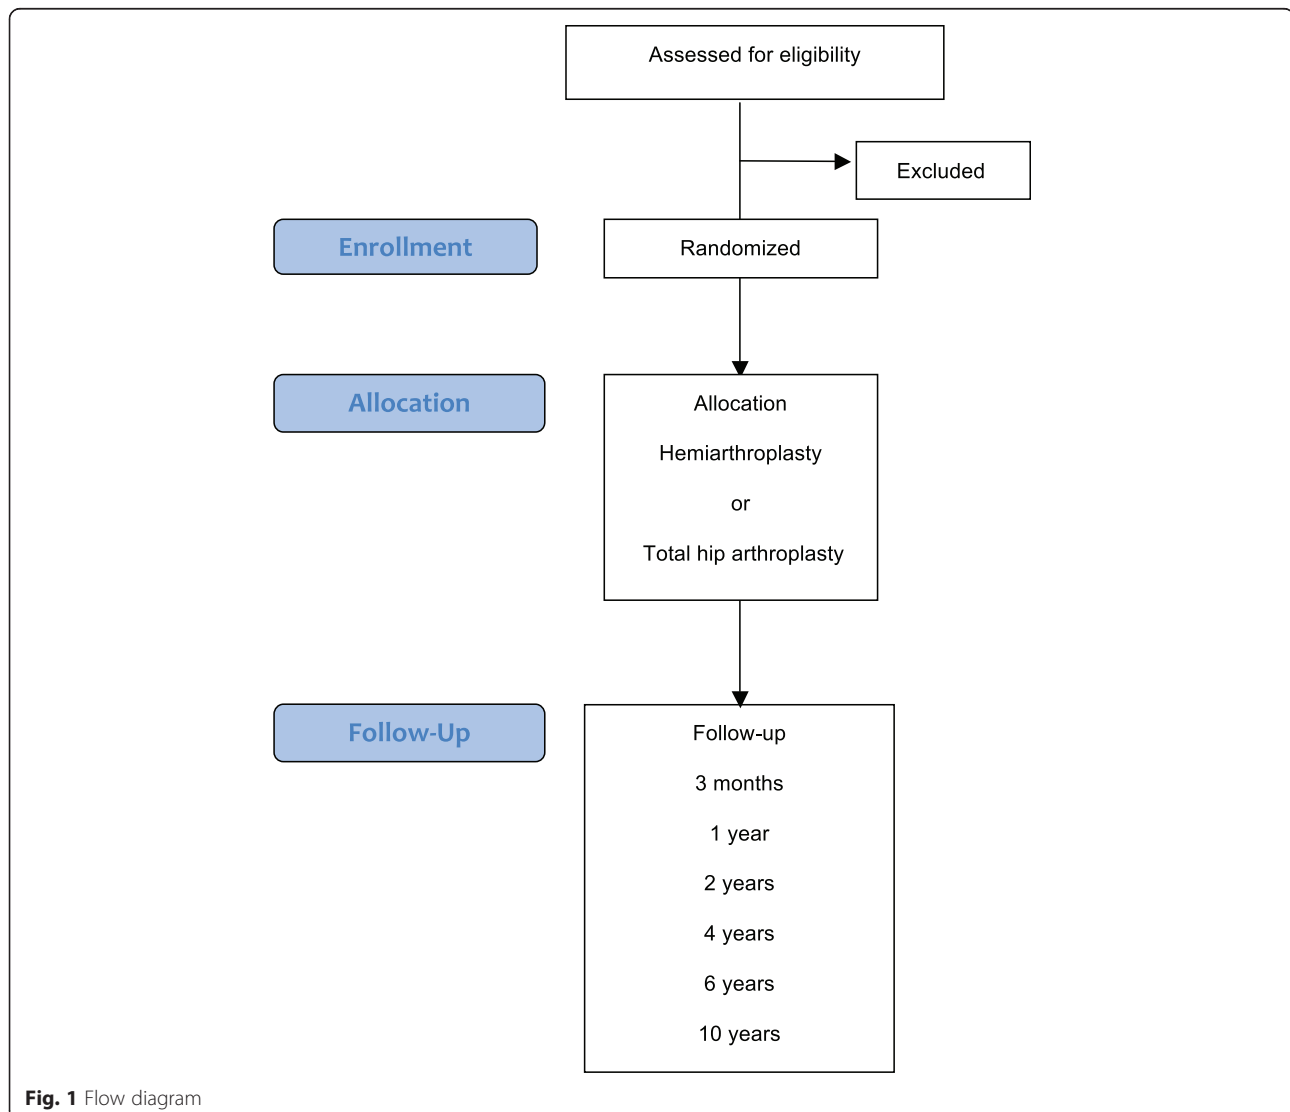 Assessed for eligibility
Excluded
Enrollment
Randomized
Allocation
Allocation
Hemiarthroplasty
or
Total hip arthroplasty
Follow-Up
Follow-up
3 months
1 year
2 years
4 years
6 years
10 years
Fig. 1 Flow diagram